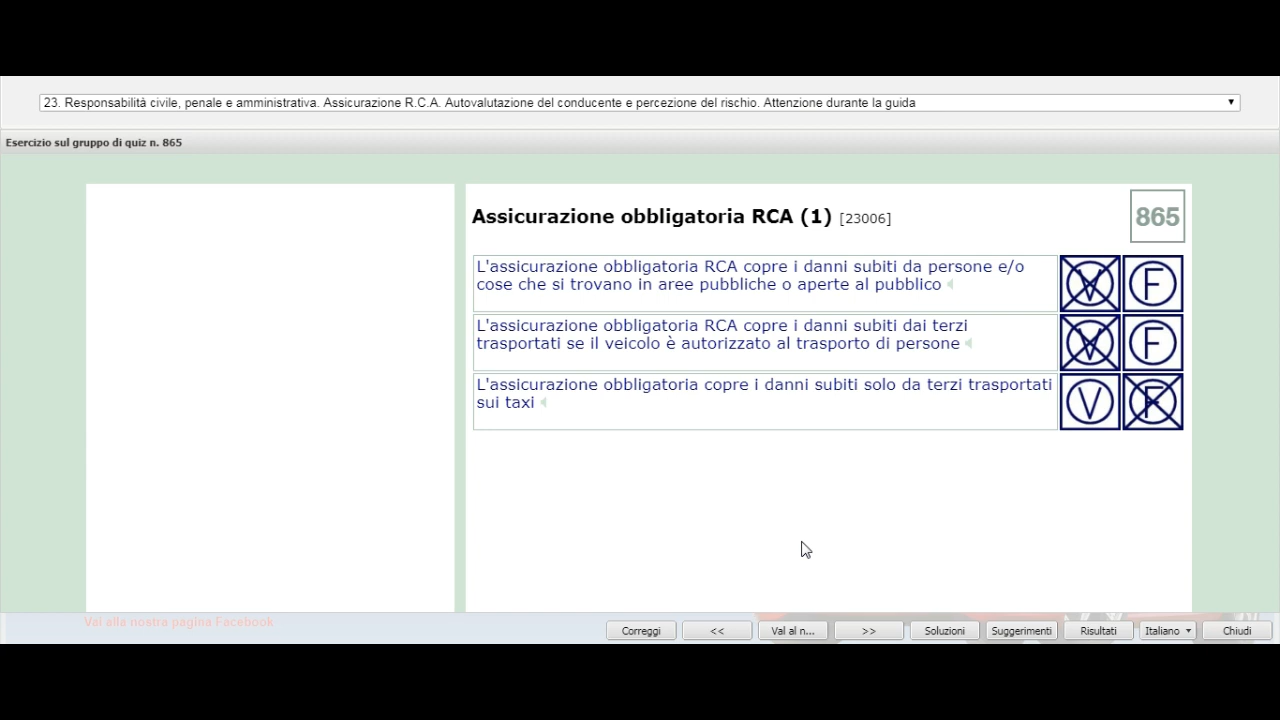 23. Responsabilità civile, penale e amministrativa. Assicurazione R.C.A. Autovalutazione del conducente e percezione del rischio. Attenzione durante la guida
Esercizio sul gruppo di quiz n. 865
Assicurazione obbligatoria RCA (1) [23006]
865
L'assicurazione obbligatoria RCA copre i danni subiti da persone e/o
cose che si trovano in aree pubbliche o aperte al pubblico
V F
L'assicurazione obbligatoria RCA copre i danni subiti dai terzi
trasportati se il veicolo è autorizzato al trasporto di persone
V F
L'assicurazione obbligatoria copre i danni subiti solo da terzi trasportati
sui taxi
V F
Vai alla nostra pagina Facebook
Correggi << Vai al n... >> Soluzioni Suggerimenti Risultati Italiano Chiudi